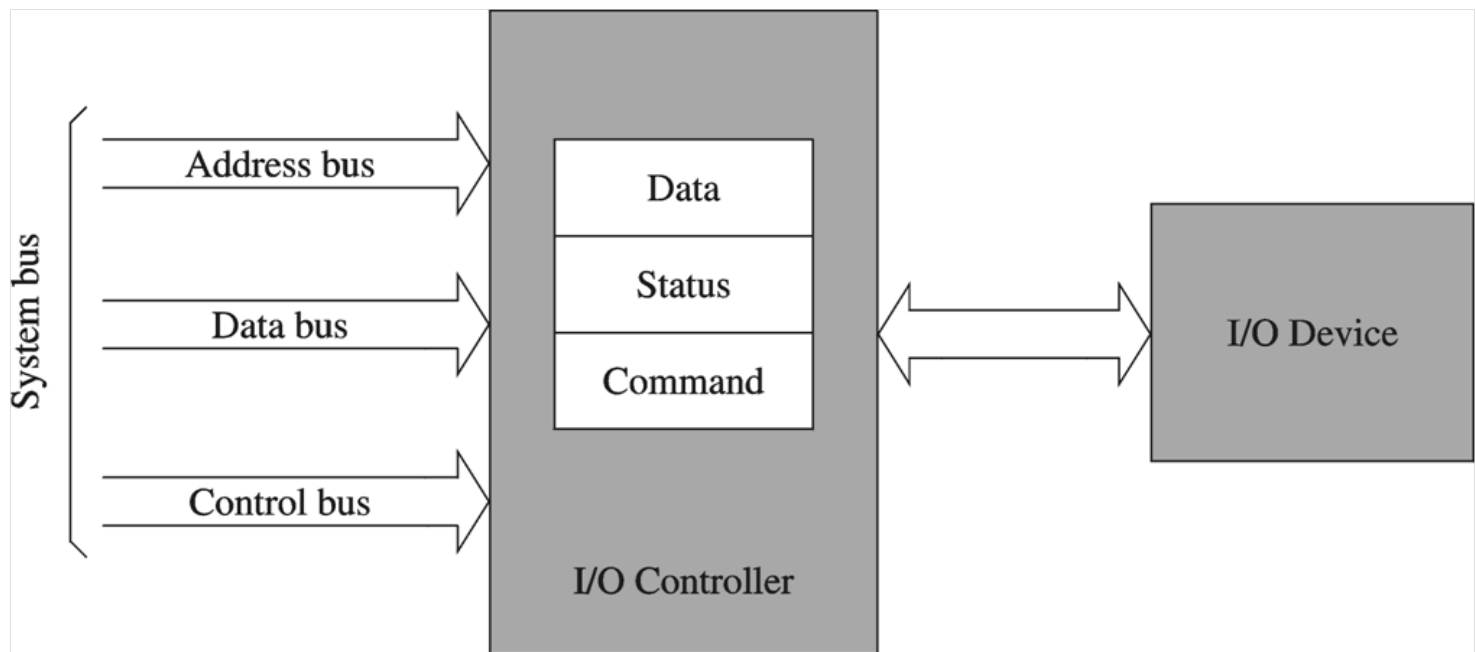 System bus
Address bus
Data bus
Control bus
Data
Status
Command
I/O Controller
I/O Device